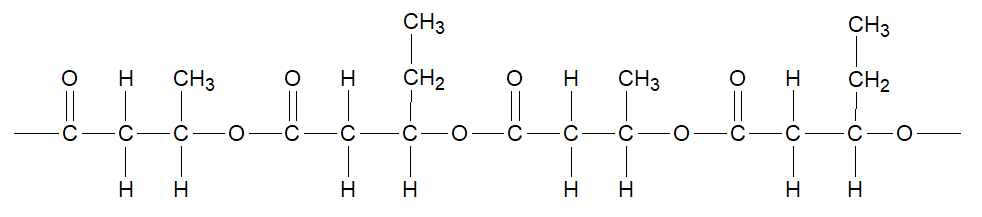 CH₃ CH₃
O H CH₃ O H CH₂ O H CH₃ O H CH₂
C C C O C C C O C C C O C C C O
H H H H H H H H